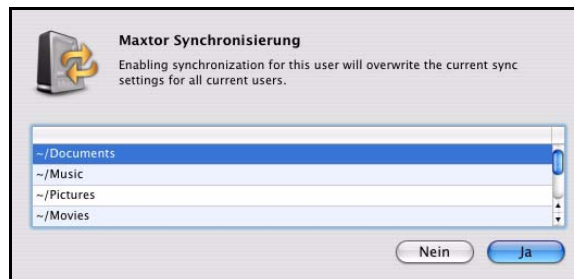 Maxtor Synchronisierung
Enabling synchronization for this user will overwrite the current sync
settings for all current users.
~/Documents
~/Music
~/Pictures
~/Movies
Nein Ja